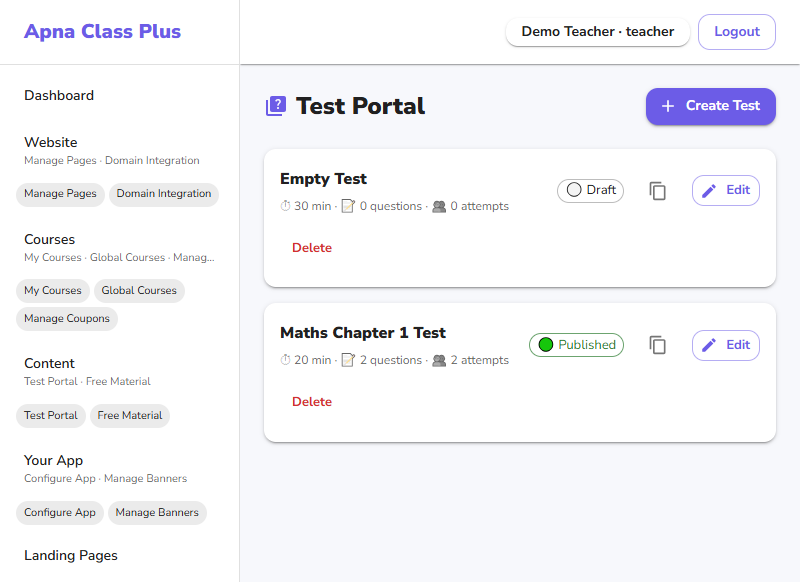 Apna Class Plus
Demo Teacher · teacher
Logout
Dashboard
Website
Manage Pages · Domain Integration
Manage Pages
Domain Integration
Courses
My Courses · Global Courses · Manag...
My Courses
Global Courses
Manage Coupons
Content
Test Portal · Free Material
Test Portal
Free Material
Your App
Configure App · Manage Banners
Configure App
Manage Banners
Landing Pages
Test Portal
+ Create Test
Empty Test
⏱ 30 min · 📝 0 questions · 👥 0 attempts
Draft
Edit
Delete
Maths Chapter 1 Test
⏱ 20 min · 📝 2 questions · 👥 2 attempts
Published
Edit
Delete